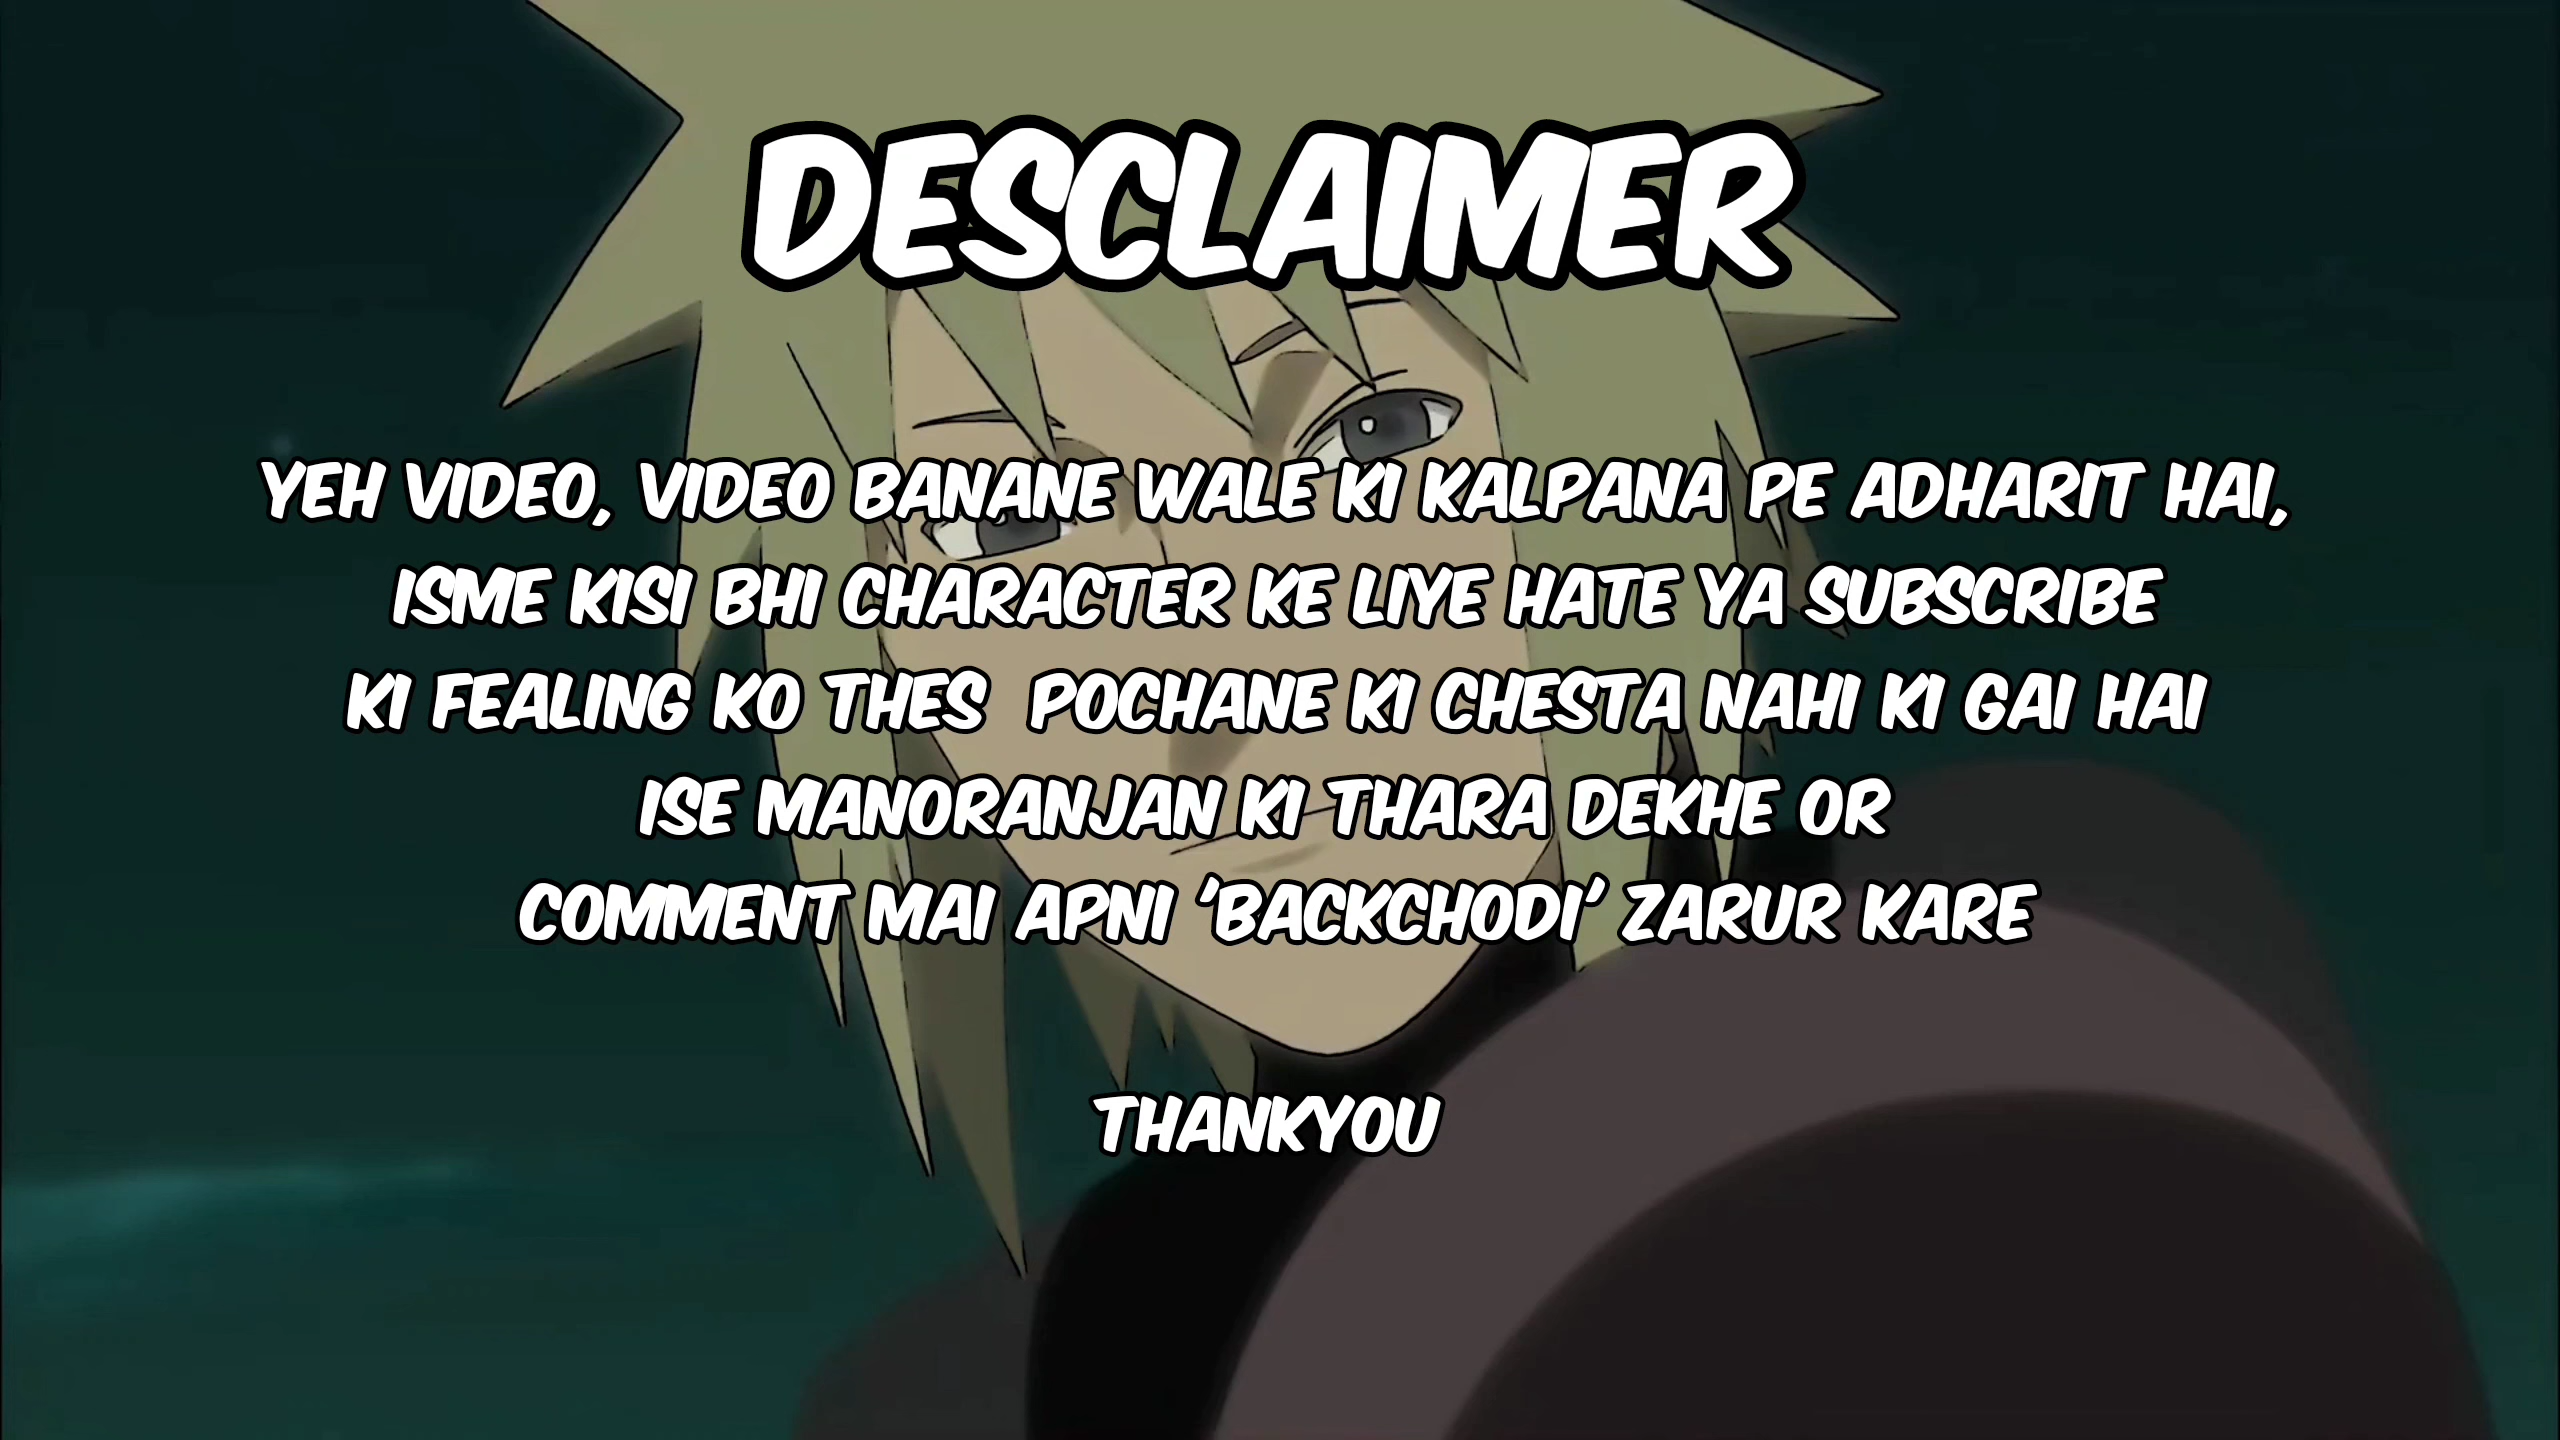 DESCLAIMER
YEH VIDEO, VIDEO BANANE WALE KI KALPANA PE ADHARIT HAI,
ISME KISI BHI CHARACTER KE LIYE HATE YA SUBSCRIBE
KI FEALING KO THES POCHANE KI CHESTA NAHI KI GAI HAI
ISE MANORANJAN KI THARA DEKHE OR
COMMENT MAI APNI 'BACKCHODI' ZARUR KARE
THANKYOU